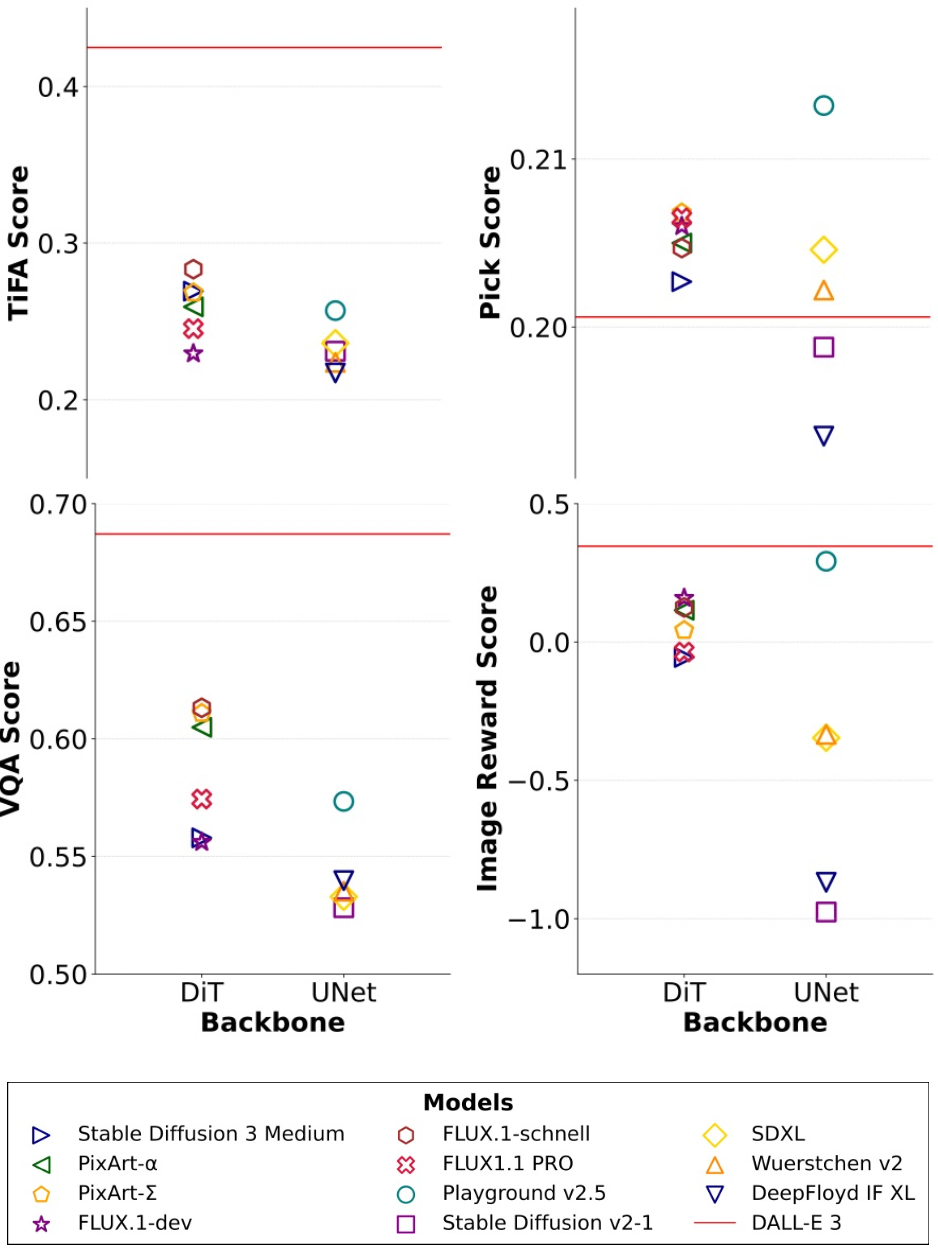 TiFA Score
0.4
0.3
0.2
Pick Score
0.21
0.20
VQA Score
0.70
0.65
0.60
0.55
0.50
DiT UNet
Backbone
Image Reward Score
0.5
0.0
−0.5
−1.0
DiT UNet
Backbone
Models
Stable Diffusion 3 Medium
PixArt-α
PixArt-Σ
FLUX.1-dev
FLUX.1-schnell
FLUX1.1 PRO
Playground v2.5
Stable Diffusion v2-1
SDXL
Wuerstchen v2
DeepFloyd IF XL
DALL-E 3